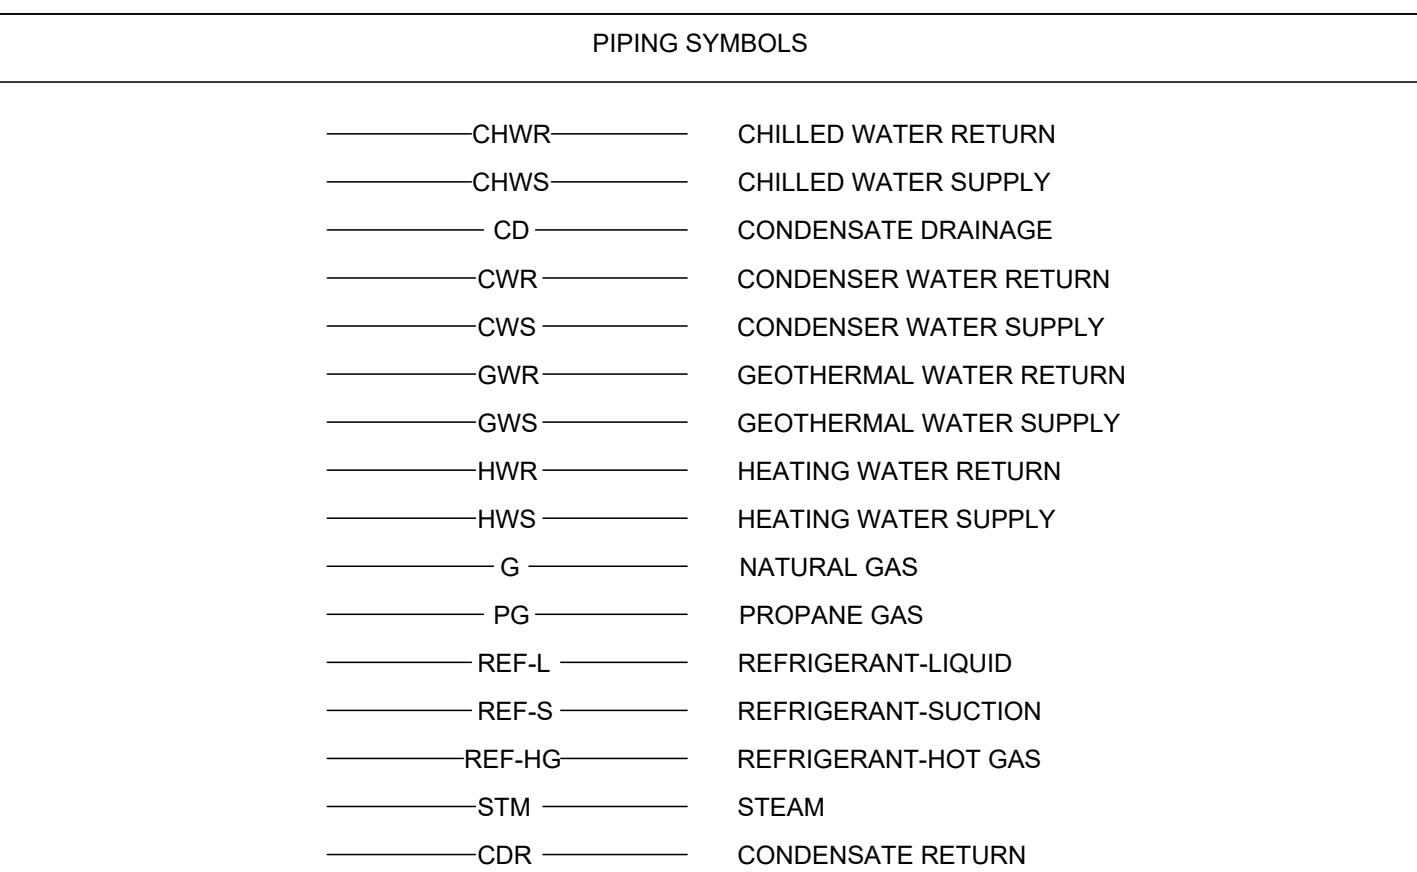 PIPING SYMBOLS
CHWR CHILLED WATER RETURN
CHWS CHILLED WATER SUPPLY
CD CONDENSATE DRAINAGE
CWR CONDENSER WATER RETURN
CWS CONDENSER WATER SUPPLY
GWR GEOTHERMAL WATER RETURN
GWS GEOTHERMAL WATER SUPPLY
HWR HEATING WATER RETURN
HWS HEATING WATER SUPPLY
G NATURAL GAS
PG PROPANE GAS
REF-L REFRIGERANT-LIQUID
REF-S REFRIGERANT-SUCTION
REF-HG REFRIGERANT-HOT GAS
STM STEAM
CDR CONDENSATE RETURN